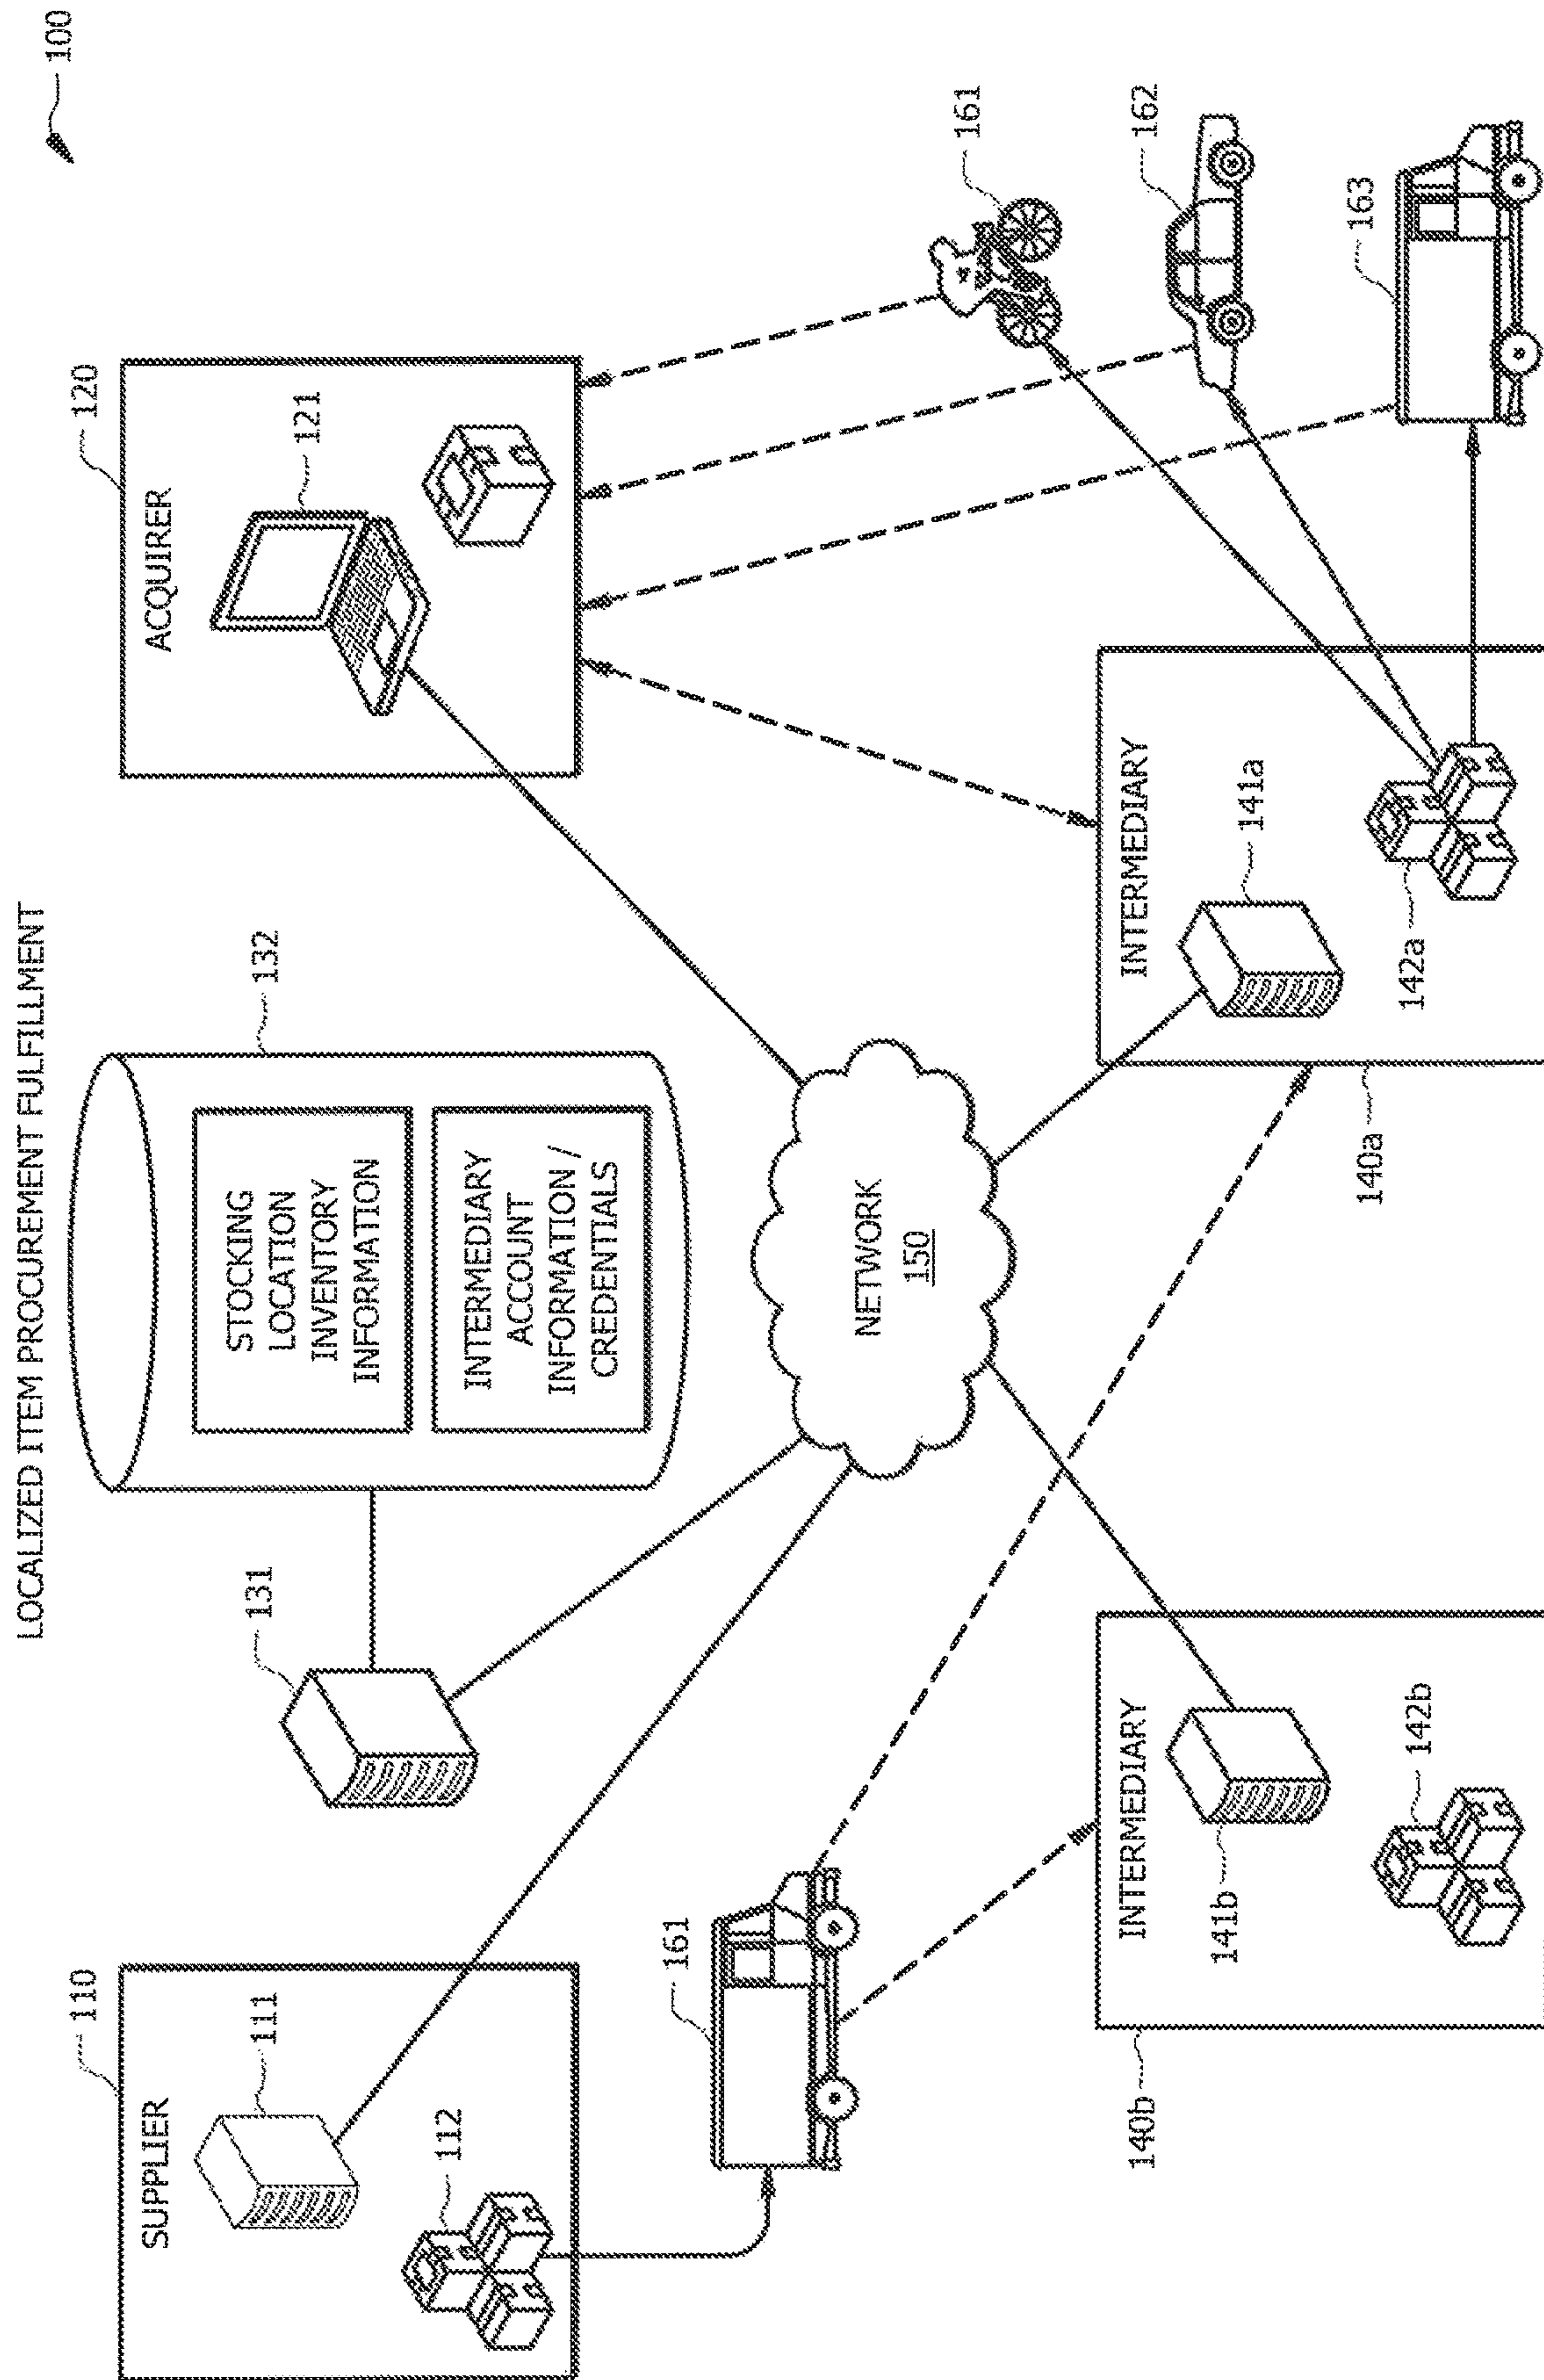 LOCALIZED ITEM PROCUREMENT FULFILLMENT
100
110
SUPPLIER
111
112
131
132
STOCKING
LOCATION
INVENTORY
INFORMATION
INTERMEDIARY
ACCOUNT
INFORMATION /
CREDENTIALS
120
ACQUIRER
121
161
NETWORK
150
161
162
163
140b
INTERMEDIARY
141b
142b
140a
INTERMEDIARY
141a
142a